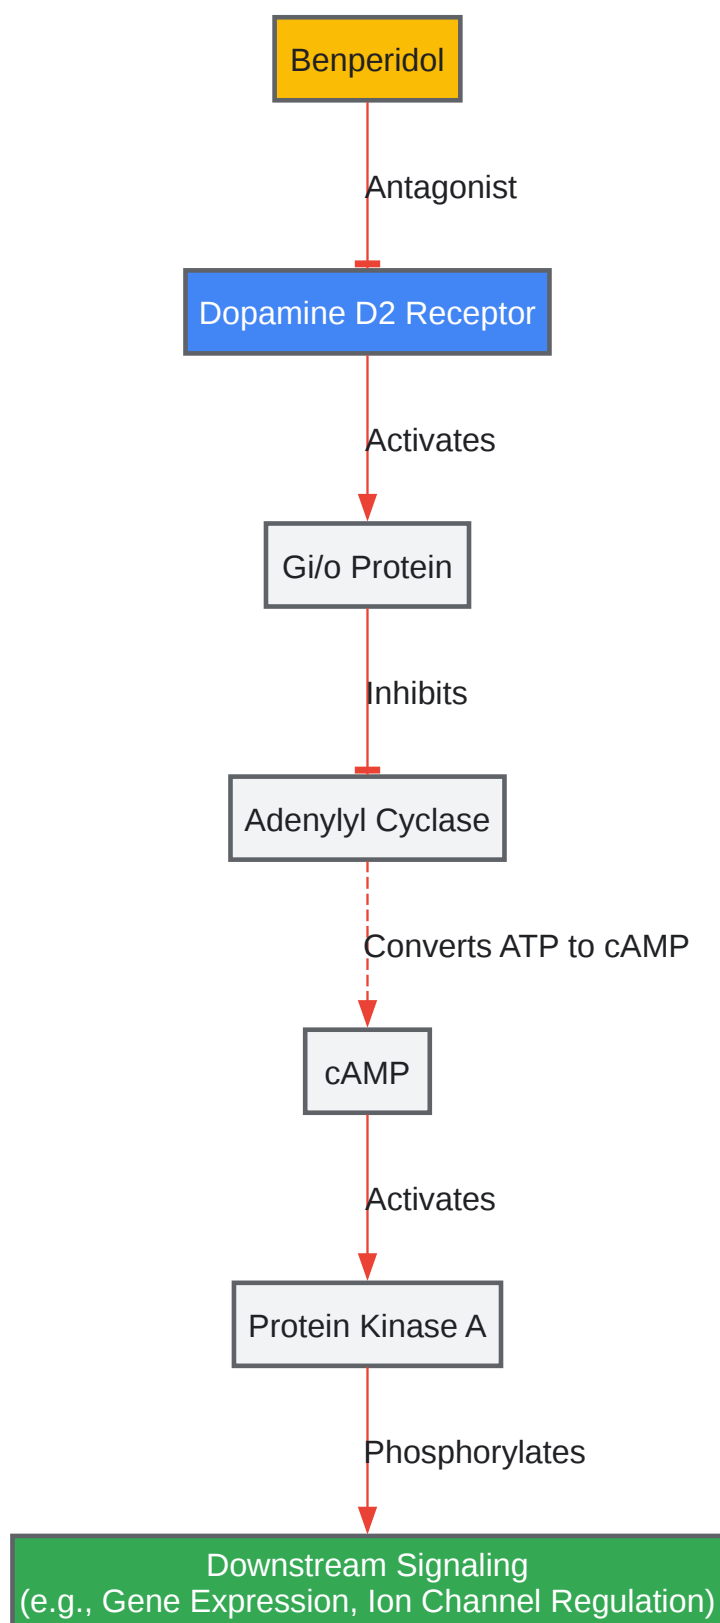 Benperidol
Antagonist
Dopamine D2 Receptor
Activates
Gi/o Protein
Inhibits
Adenylyl Cyclase
Converts ATP to cAMP
cAMP
Activates
Protein Kinase A
Phosphorylates
Downstream Signaling
(e.g., Gene Expression, Ion Channel Regulation)